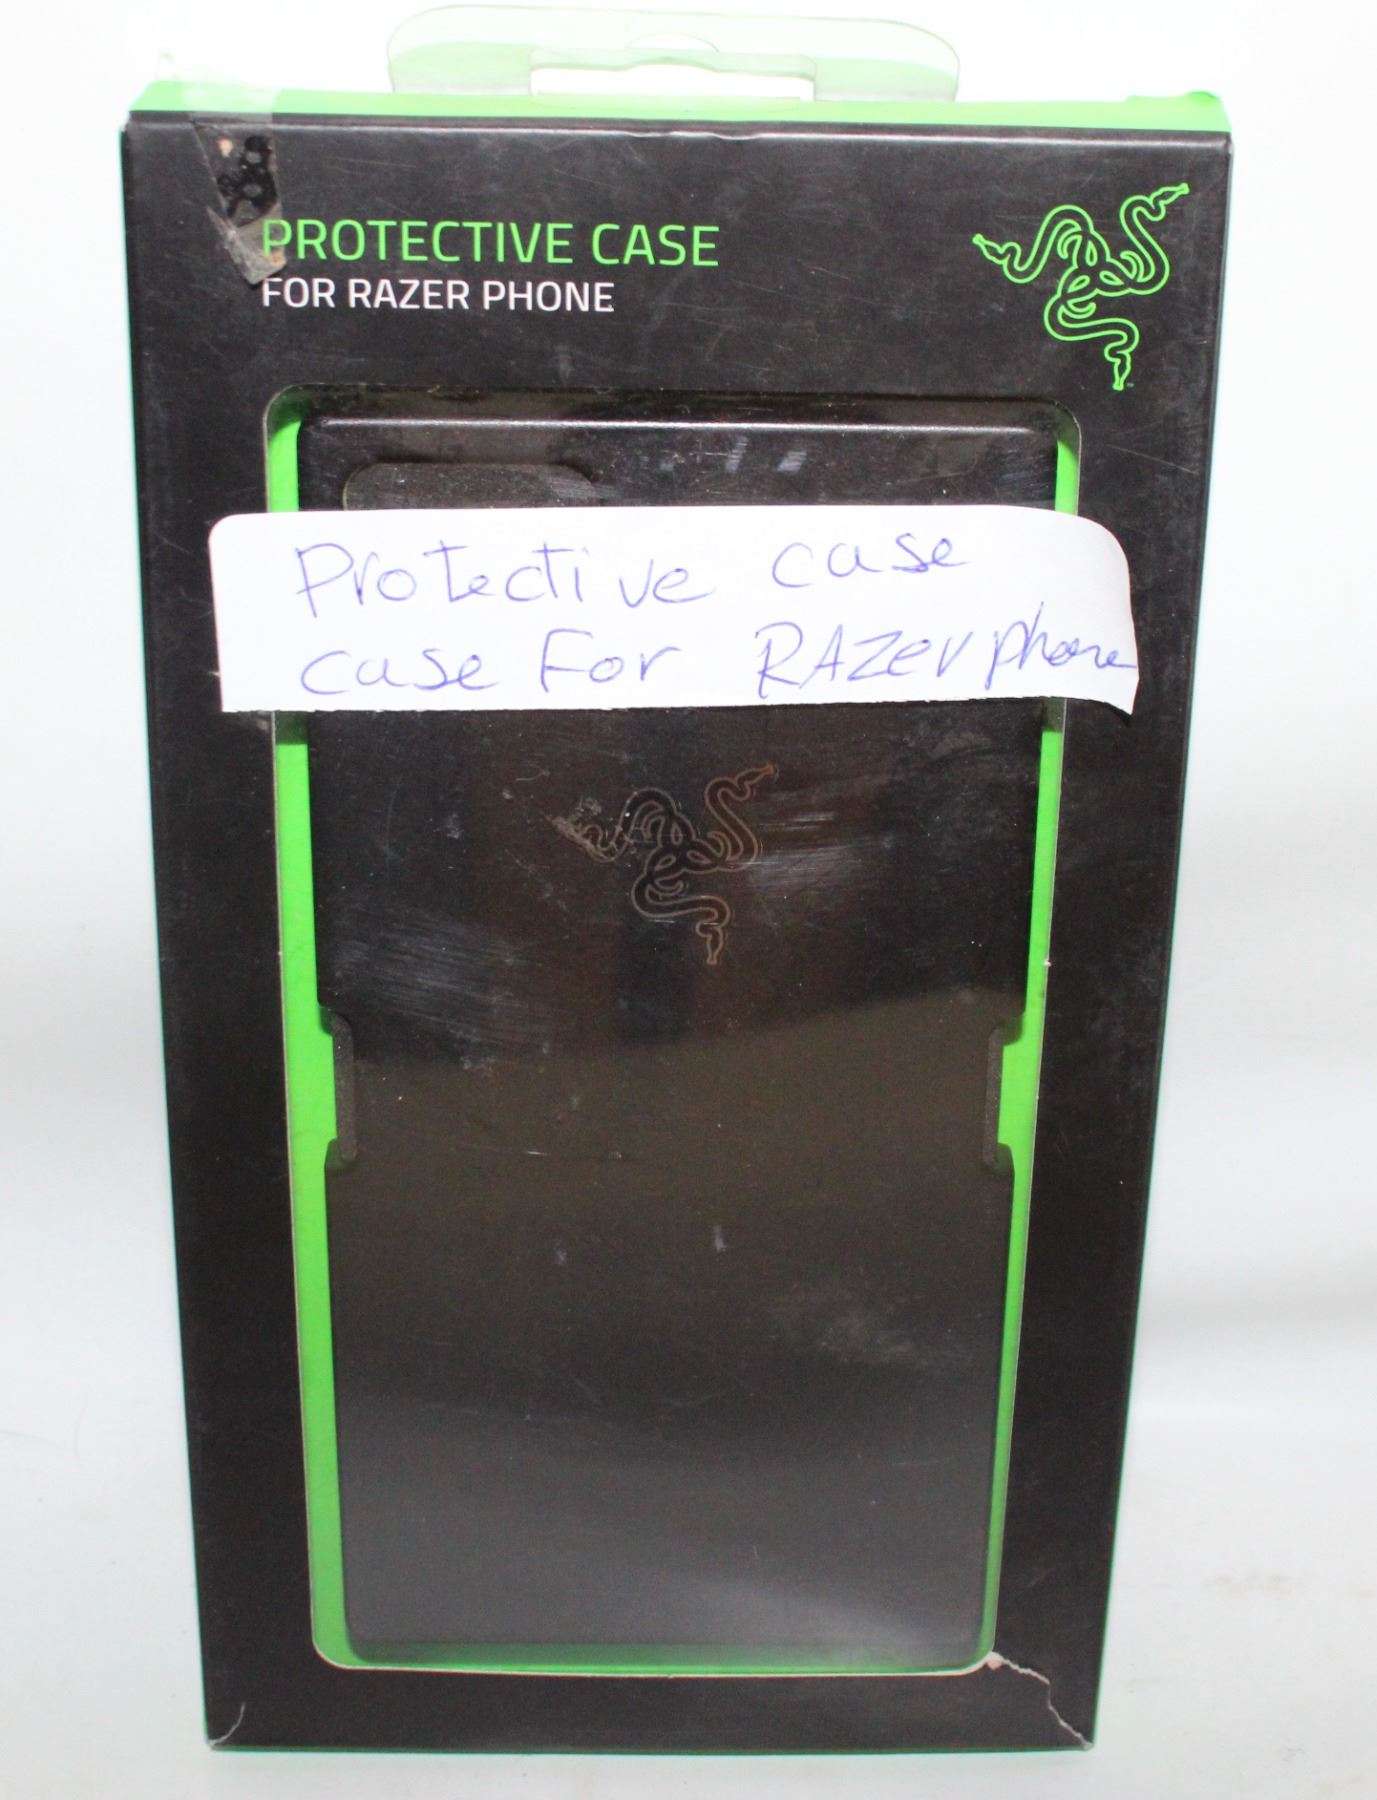 PROTECTIVE CASE
FOR RAZER PHONE
Protective case
case For RAZer phone